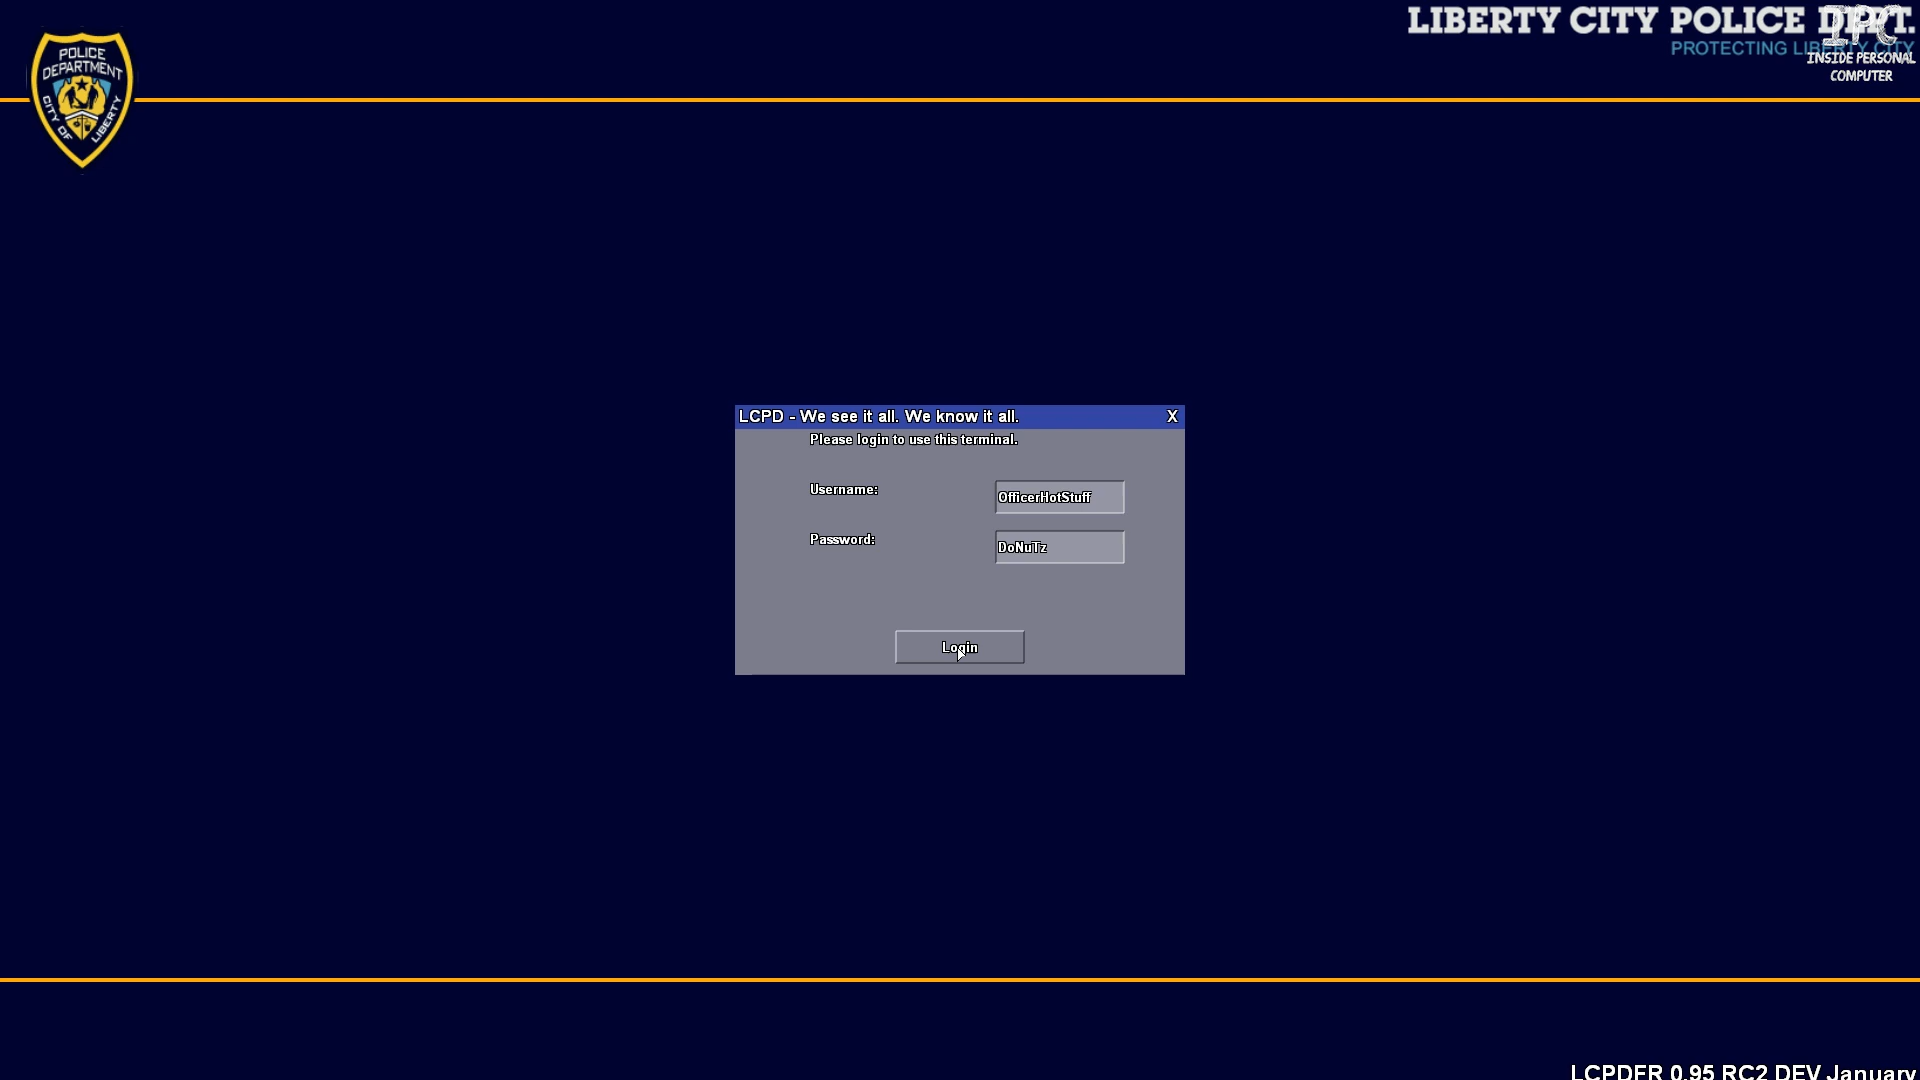 LIBERTY CITY POLICE DEPT.
PROTECTING LIBERTY CITY
IPC
INSIDE PERSONAL
COMPUTER
POLICE
DEPARTMENT
CITY OF LIBERTY
LCPD - We see it all. We know it all.
X
Please login to use this terminal.
Username:
OfficerHotStuff
Password:
DoNuTz
Login
LCPDFR 0.95 RC2 DEV January